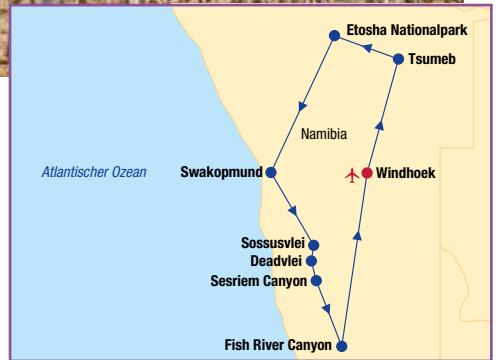 Etosha Nationalpark
Tsumeb
Namibia
Atlantischer Ozean
Swakopmund
Windhoek
Sossusvlei
Deadvlei
Sesriem Canyon
Fish River Canyon